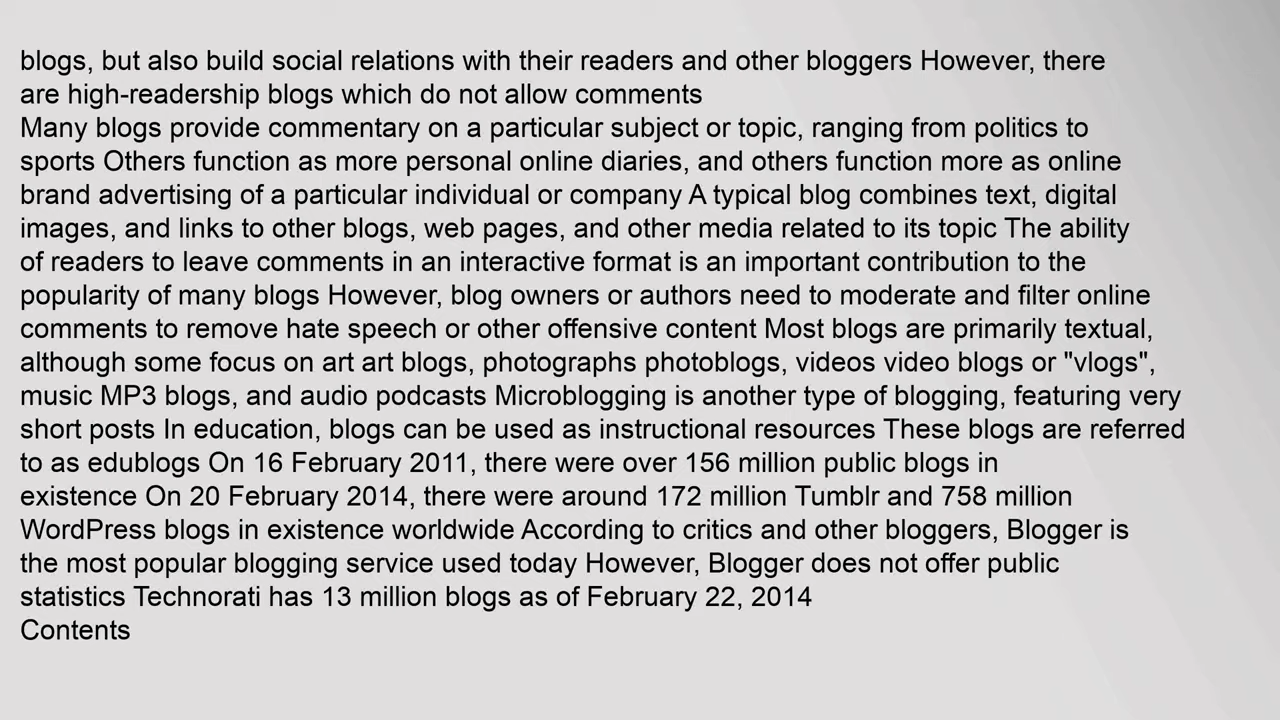 blogs, but also build social relations with their readers and other bloggers However, there
are high-readership blogs which do not allow comments
Many blogs provide commentary on a particular subject or topic, ranging from politics to
sports Others function as more personal online diaries, and others function more as online
brand advertising of a particular individual or company A typical blog combines text, digital
images, and links to other blogs, web pages, and other media related to its topic The ability
of readers to leave comments in an interactive format is an important contribution to the
popularity of many blogs However, blog owners or authors need to moderate and filter online
comments to remove hate speech or other offensive content Most blogs are primarily textual,
although some focus on art art blogs, photographs photoblogs, videos video blogs or "vlogs",
music MP3 blogs, and audio podcasts Microblogging is another type of blogging, featuring very
short posts In education, blogs can be used as instructional resources These blogs are referred
to as edublogs On 16 February 2011, there were over 156 million public blogs in
existence On 20 February 2014, there were around 172 million Tumblr and 758 million
WordPress blogs in existence worldwide According to critics and other bloggers, Blogger is
the most popular blogging service used today However, Blogger does not offer public
statistics Technorati has 13 million blogs as of February 22, 2014
Contents